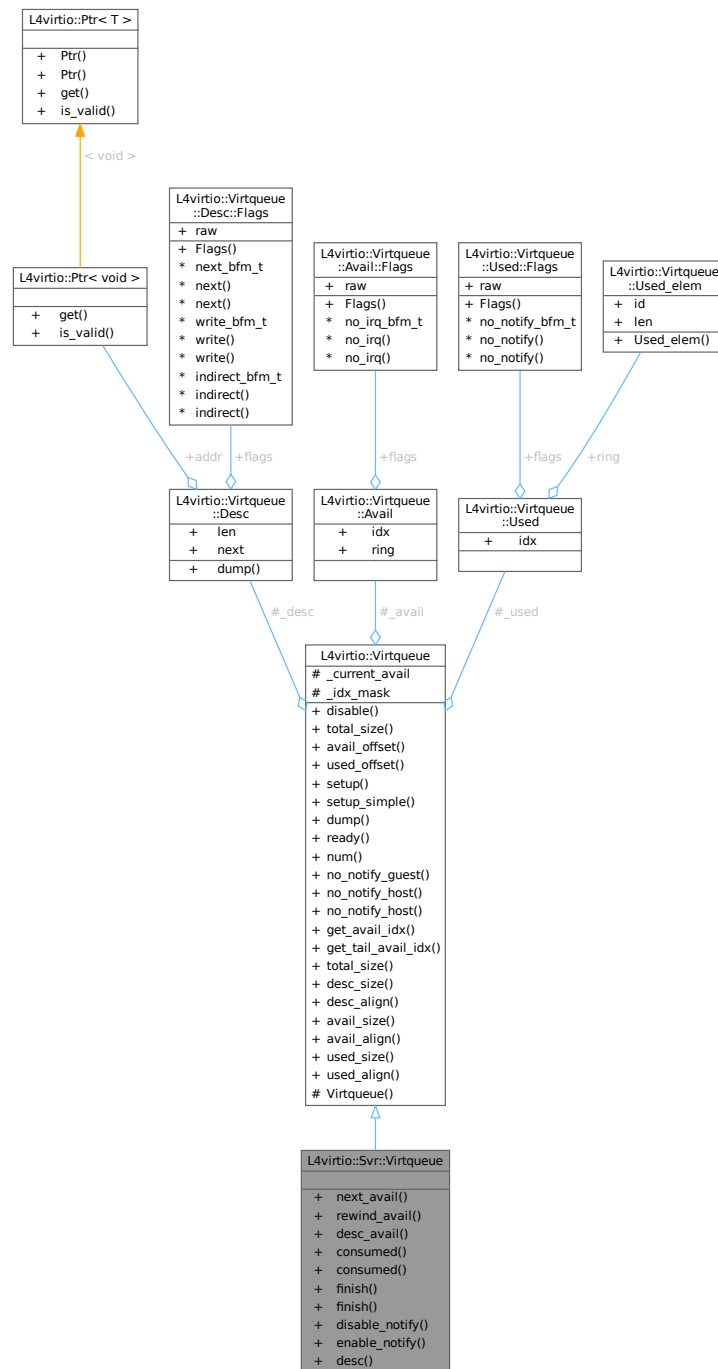 L4virtio::Ptr< T >
+ Ptr()
+ Ptr()
+ get()
+ is_valid()
< void >
L4virtio::Ptr< void >
+ get()
+ is_valid()
L4virtio::Virtqueue
::Desc::Flags
+ raw
+ Flags()
* next_bfm_t
* next()
* next()
* write_bfm_t
* write()
* write()
* indirect_bfm_t
* indirect()
* indirect()
L4virtio::Virtqueue
::Avail::Flags
+ raw
+ Flags()
* no_irq_bfm_t
* no_irq()
* no_irq()
L4virtio::Virtqueue
::Used::Flags
+ raw
+ Flags()
* no_notify_bfm_t
* no_notify()
* no_notify()
L4virtio::Virtqueue
::Used_elem
+ id
+ len
+ Used_elem()
+addr
+flags
+flags
+flags
+ring
L4virtio::Virtqueue
::Desc
+ len
+ next
+ dump()
L4virtio::Virtqueue
::Avail
+ idx
+ ring
L4virtio::Virtqueue
::Used
+ idx
#_desc
#_avail
#_used
L4virtio::Virtqueue
# _current_avail
# _idx_mask
+ disable()
+ total_size()
+ avail_offset()
+ used_offset()
+ setup()
+ setup_simple()
+ dump()
+ ready()
+ num()
+ no_notify_guest()
+ no_notify_host()
+ no_notify_host()
+ get_avail_idx()
+ get_tail_avail_idx()
+ total_size()
+ desc_size()
+ desc_align()
+ avail_size()
+ avail_align()
+ used_size()
+ used_align()
# Virtqueue()
L4virtio::Svr::Virtqueue
+ next_avail()
+ rewind_avail()
+ desc_avail()
+ consumed()
+ consumed()
+ finish()
+ finish()
+ disable_notify()
+ enable_notify()
+ desc()